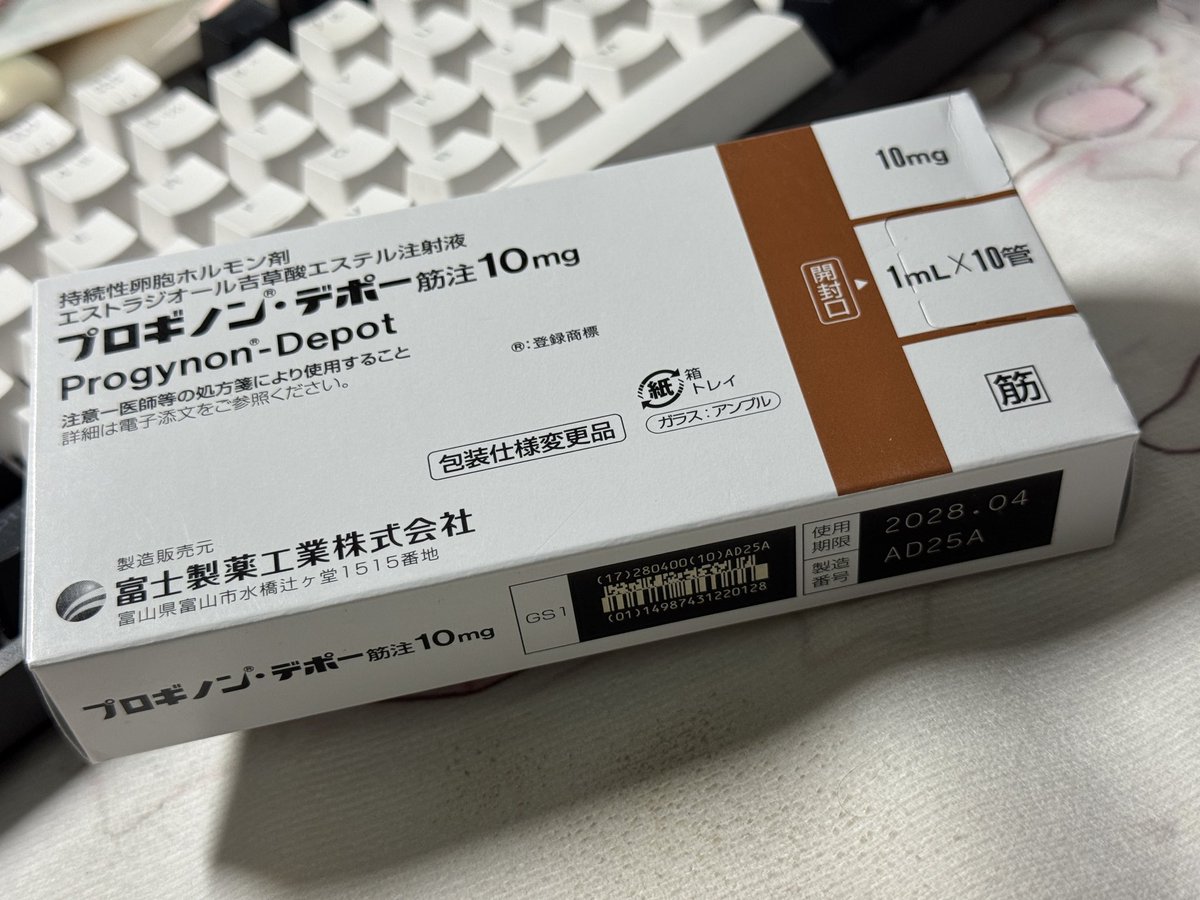 持続性卵胞ホルモン剤
エストラジオール吉草酸エステル注射液
プロギノン®・デポー筋注10mg
Progynon®-Depot
注意ー医師等の処方箋により使用すること
詳細は電子添文をご参照ください。
®:登録商標
包装仕様変更品
紙 箱 トレイ
ガラス:アンプル
製造販売元
富士製薬工業株式会社
富山県富山市水橋辻ヶ堂1515番地
開封口
10mg
1mL×10管
筋
プロギノン®・デポー筋注10mg
GS1
(17)280400(10)AD25A
(01)14987431220128
使用期限 2028.04
製造番号 AD25A